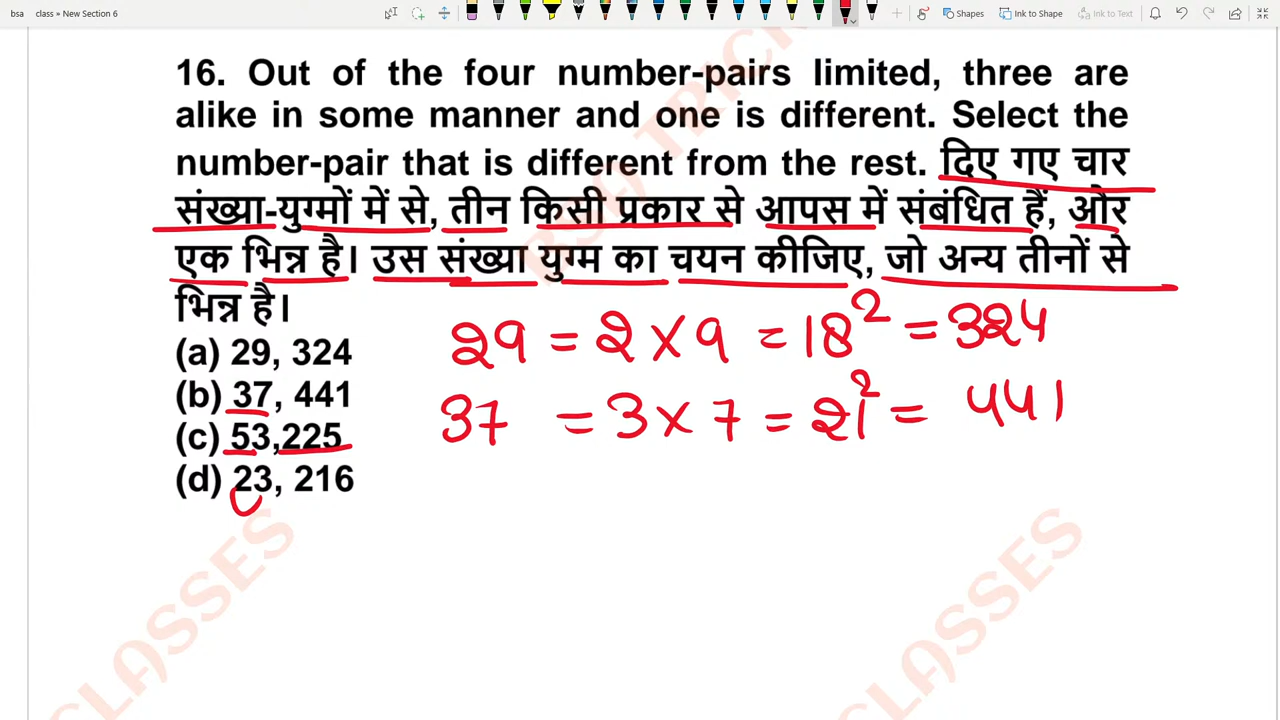 bsa class » New Section 6
Shapes Ink to Shape Ink to Text
16. Out of the four number-pairs limited, three are
alike in some manner and one is different. Select the
number-pair that is different from the rest. दिए गए चार
संख्या-युग्मों में से, तीन किसी प्रकार से आपस में संबंधित हैं, और
एक भिन्न है। उस संख्या युग्म का चयन कीजिए, जो अन्य तीनों से
भिन्न है।
29 = 2 × 9 = 18² = 324
(a) 29, 324
(b) 37, 441
37 = 3 × 7 = 21² = 441
(c) 53,225
(d) 23, 216
CLASSES
CLASSES